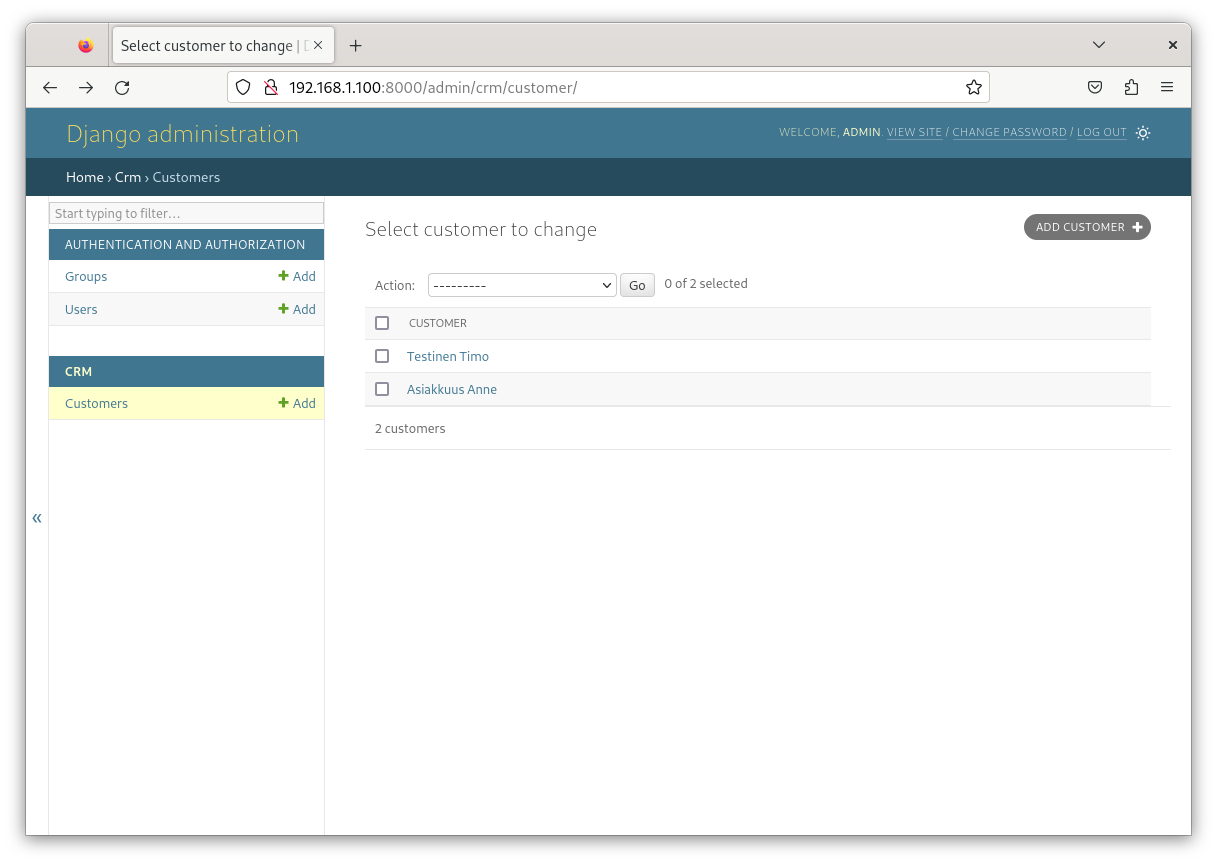 Select customer to change |
192.168.1.100:8000/admin/crm/customer/
Django administration
WELCOME, ADMIN. VIEW SITE / CHANGE PASSWORD / LOG OUT
Home › Crm › Customers
Start typing to filter…
AUTHENTICATION AND AUTHORIZATION
Groups + Add
Users + Add
CRM
Customers + Add
«
Select customer to change
ADD CUSTOMER +
Action: --------- Go 0 of 2 selected
CUSTOMER
Testinen Timo
Asiakkuus Anne
2 customers